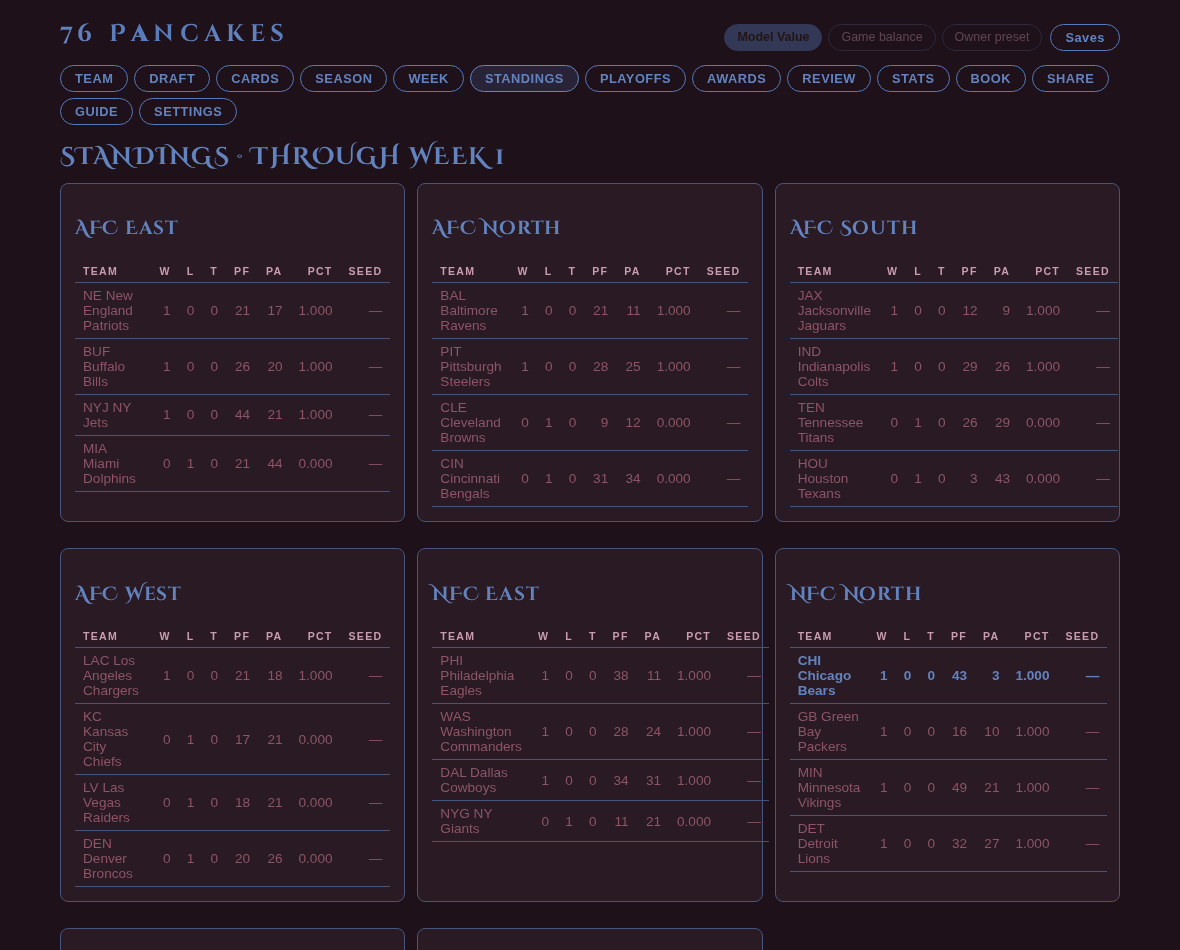 76 PANCAKES
Model Value Game balance Owner preset Saves
TEAM DRAFT CARDS SEASON WEEK STANDINGS PLAYOFFS AWARDS REVIEW STATS BOOK SHARE
GUIDE SETTINGS
STANDINGS · THROUGH WEEK 1
AFC EAST
TEAM W L T PF PA PCT SEED
NE New England Patriots 1 0 0 21 17 1.000 —
BUF Buffalo Bills 1 0 0 26 20 1.000 —
NYJ NY Jets 1 0 0 44 21 1.000 —
MIA Miami Dolphins 0 1 0 21 44 0.000 —
AFC NORTH
TEAM W L T PF PA PCT SEED
BAL Baltimore Ravens 1 0 0 21 11 1.000 —
PIT Pittsburgh Steelers 1 0 0 28 25 1.000 —
CLE Cleveland Browns 0 1 0 9 12 0.000 —
CIN Cincinnati Bengals 0 1 0 31 34 0.000 —
AFC SOUTH
TEAM W L T PF PA PCT SEED
JAX Jacksonville Jaguars 1 0 0 12 9 1.000 —
IND Indianapolis Colts 1 0 0 29 26 1.000 —
TEN Tennessee Titans 0 1 0 26 29 0.000 —
HOU Houston Texans 0 1 0 3 43 0.000 —
AFC WEST
TEAM W L T PF PA PCT SEED
LAC Los Angeles Chargers 1 0 0 21 18 1.000 —
KC Kansas City Chiefs 0 1 0 17 21 0.000 —
LV Las Vegas Raiders 0 1 0 18 21 0.000 —
DEN Denver Broncos 0 1 0 20 26 0.000 —
NFC EAST
TEAM W L T PF PA PCT SEED
PHI Philadelphia Eagles 1 0 0 38 11 1.000 —
WAS Washington Commanders 1 0 0 28 24 1.000 —
DAL Dallas Cowboys 1 0 0 34 31 1.000 —
NYG NY Giants 0 1 0 11 21 0.000 —
NFC NORTH
TEAM W L T PF PA PCT SEED
CHI Chicago Bears 1 0 0 43 3 1.000 —
GB Green Bay Packers 1 0 0 16 10 1.000 —
MIN Minnesota Vikings 1 0 0 49 21 1.000 —
DET Detroit Lions 1 0 0 32 27 1.000 —